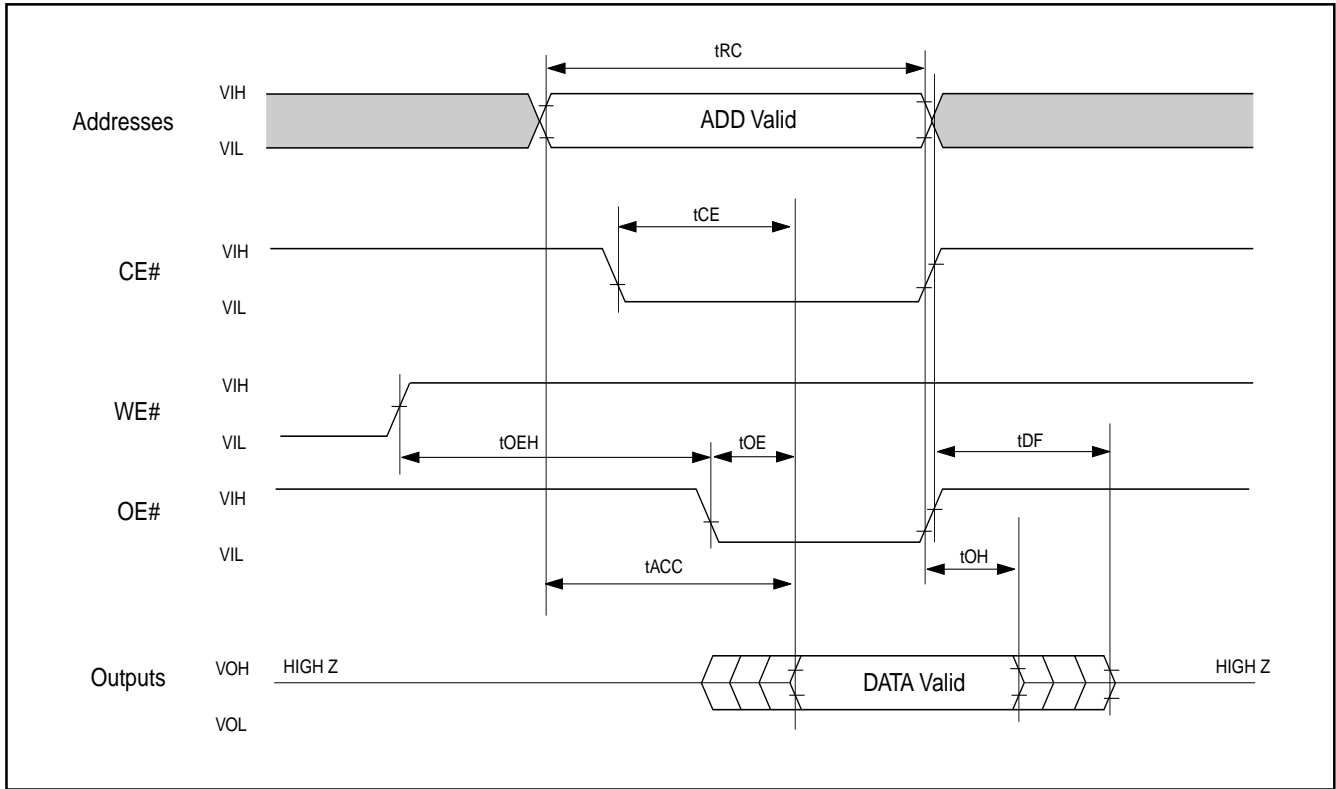 tRC
VIH
Addresses
ADD Valid
VIL
tCE
VIH
CE#
VIL
VIH
WE#
VIL
tOEH
tOE
tDF
VIH
OE#
VIL
tACC
tOH
VOH
HIGH Z
HIGH Z
Outputs
DATA Valid
VOL